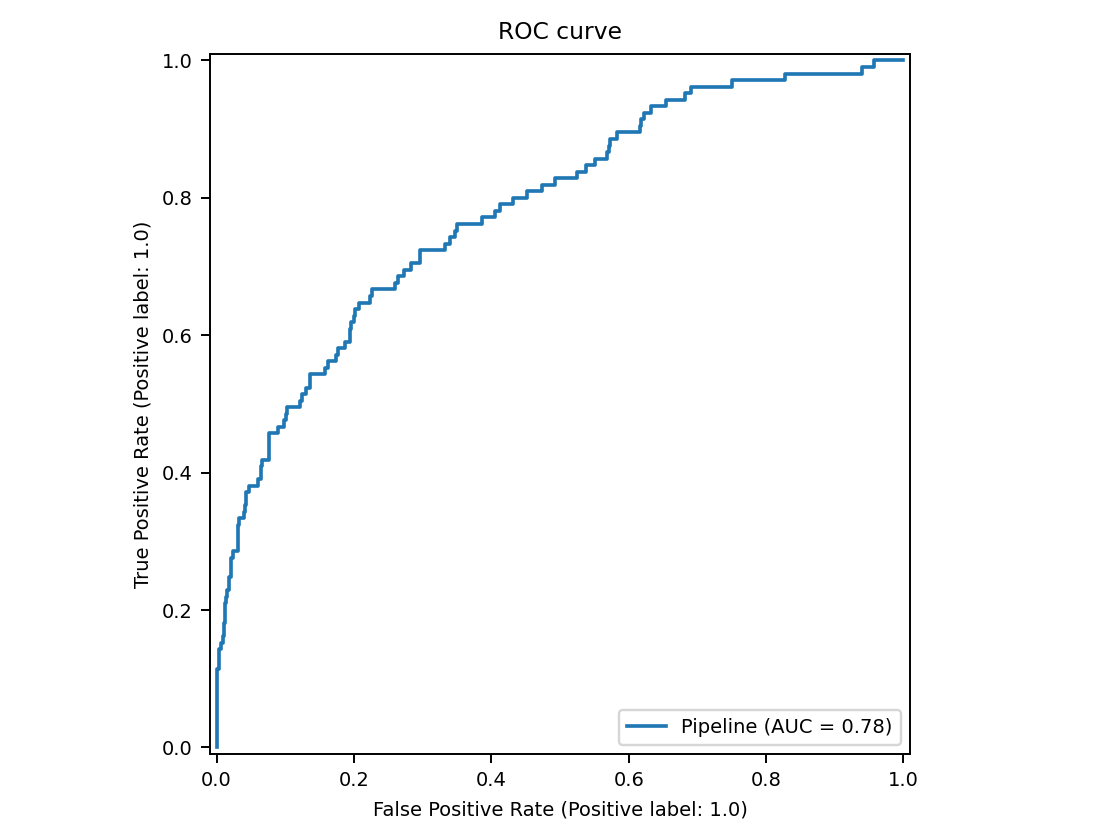 ROC curve
1.0
0.8
0.6
0.4
0.2
0.0
True Positive Rate (Positive label: 1.0)
Pipeline (AUC = 0.78)
0.0 0.2 0.4 0.6 0.8 1.0
False Positive Rate (Positive label: 1.0)